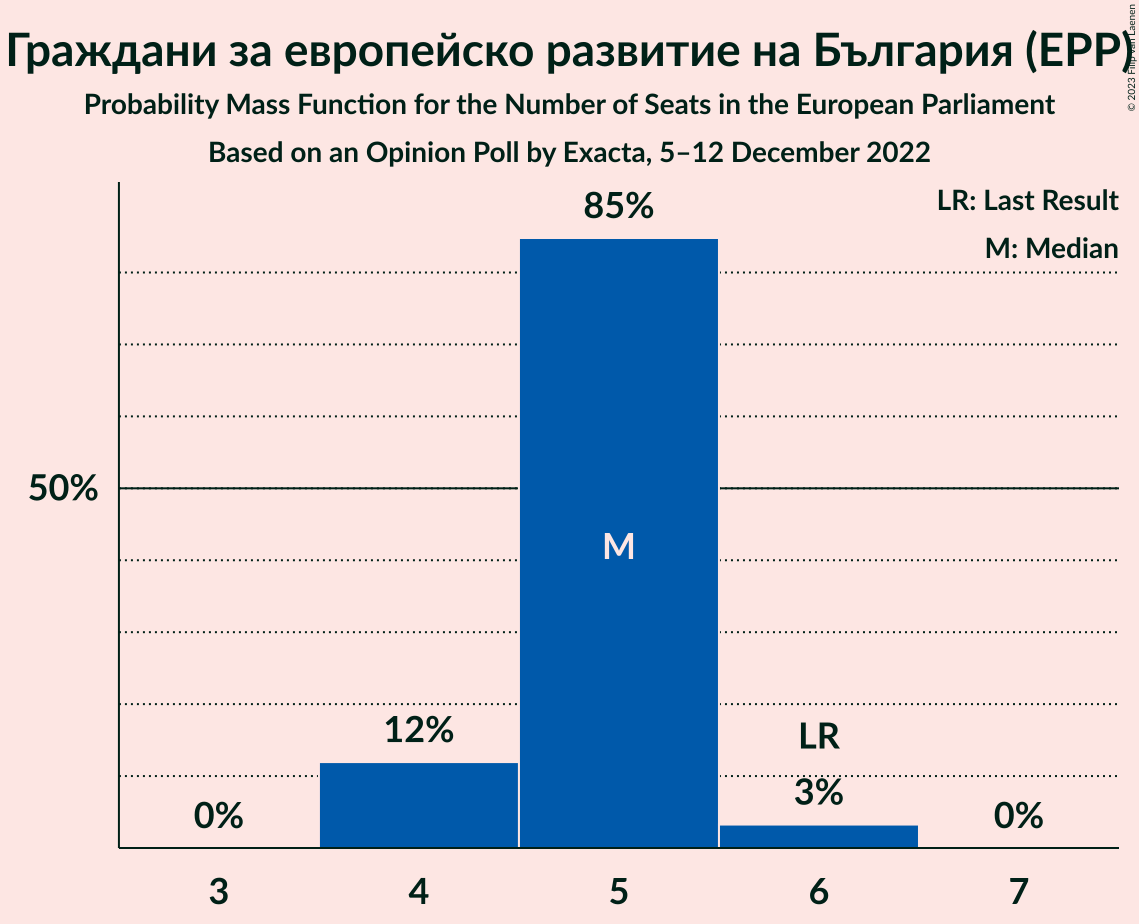 Граждани за европейско развитие на България (EPP)
© 2023 Filip van Laenen
Probability Mass Function for the Number of Seats in the European Parliament
Based on an Opinion Poll by Exacta, 5–12 December 2022
LR: Last Result
M: Median
85%
50%
M
12%
LR
3%
0%
0%
3 4 5 6 7